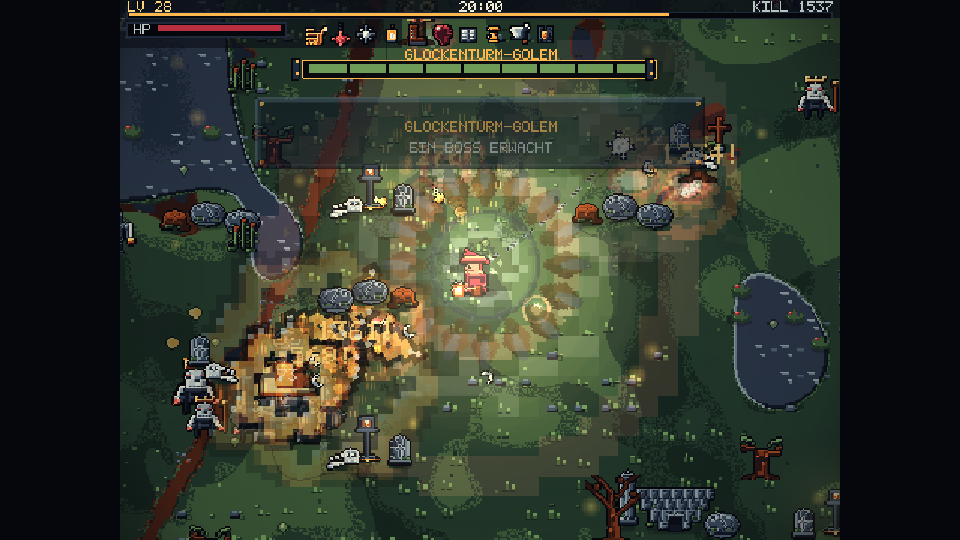 LV 28
20:00
KILL 1537
HP
GLOCKENTURM-GOLEM
GLOCKENTURM-GOLEM
EIN BOSS ERWACHT